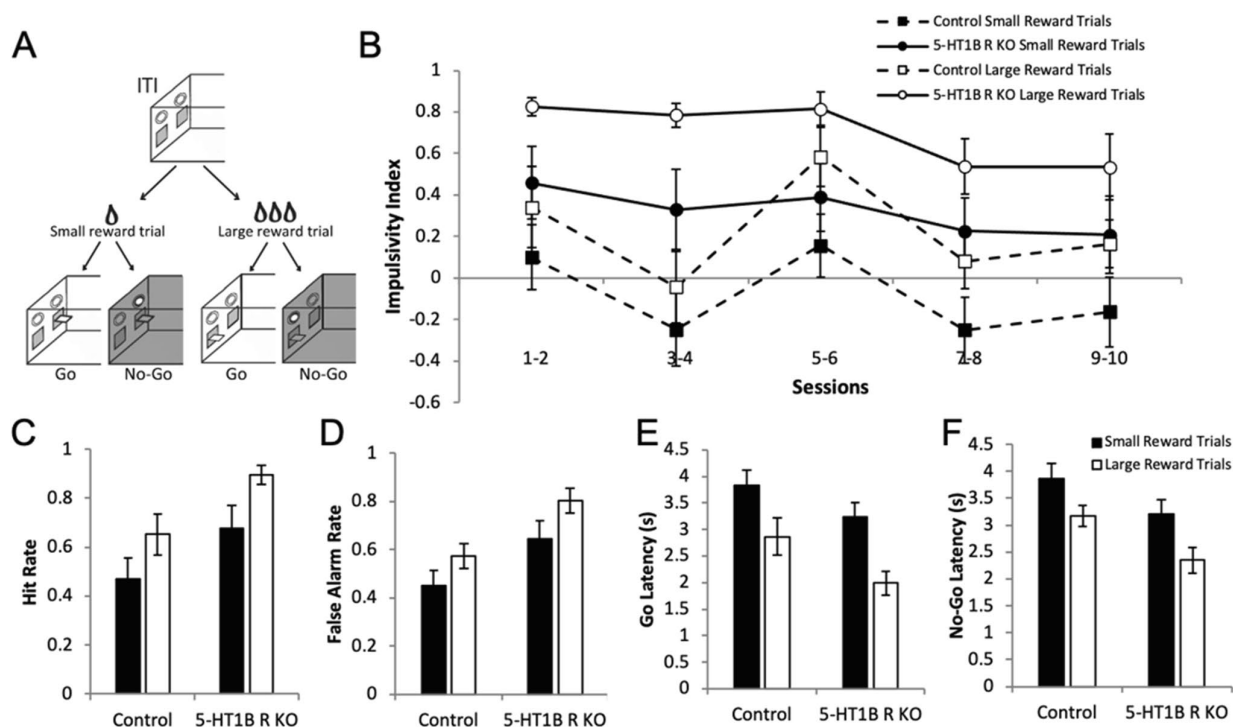 A
ITI
Small reward trial
Large reward trial
Go
No-Go
Go
No-Go
B
Control Small Reward Trials
5-HT1B R KO Small Reward Trials
Control Large Reward Trials
5-HT1B R KO Large Reward Trials
Impulsivity Index
1
0.8
0.6
0.4
0.2
0
-0.2
-0.4
-0.6
1-2
3-4
5-6
7-8
9-10
Sessions
C
Hit Rate
1
0.8
0.6
0.4
0.2
0
Control
5-HT1B R KO
D
False Alarm Rate
1
0.8
0.6
0.4
0.2
0
Control
5-HT1B R KO
E
Go Latency (s)
4.5
4
3.5
3
2.5
2
1.5
1
0.5
0
Control
5-HT1B R KO
F
No-Go Latency (s)
4.5
4
3.5
3
2.5
2
1.5
1
0.5
0
Small Reward Trials
Large Reward Trials
Control
5-HT1B R KO